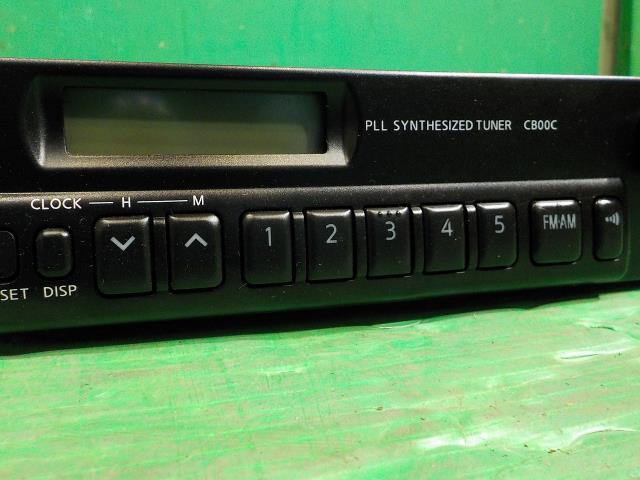 PLL SYNTHESIZED TUNER CB00C
CLOCK H M
1 2 3 4 5 FM·AM
SET DISP